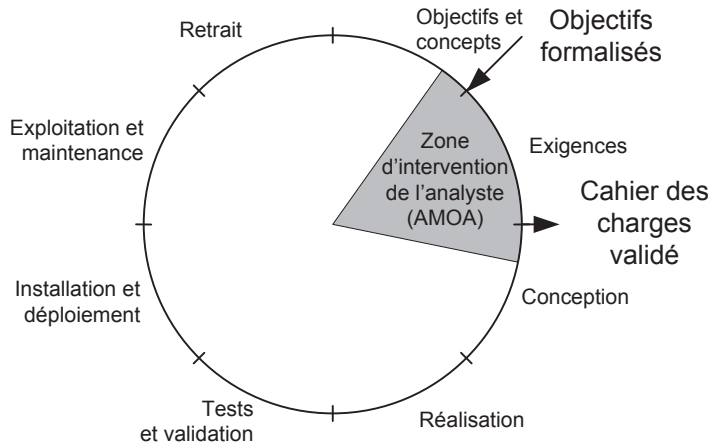 Objectifs et
concepts
Objectifs
formalisés
Retrait
Exploitation et
maintenance
Zone
d'intervention
de l'analyste
(AMOA)
Exigences
Cahier des
charges
validé
Installation et
déploiement
Conception
Tests
et validation
Réalisation